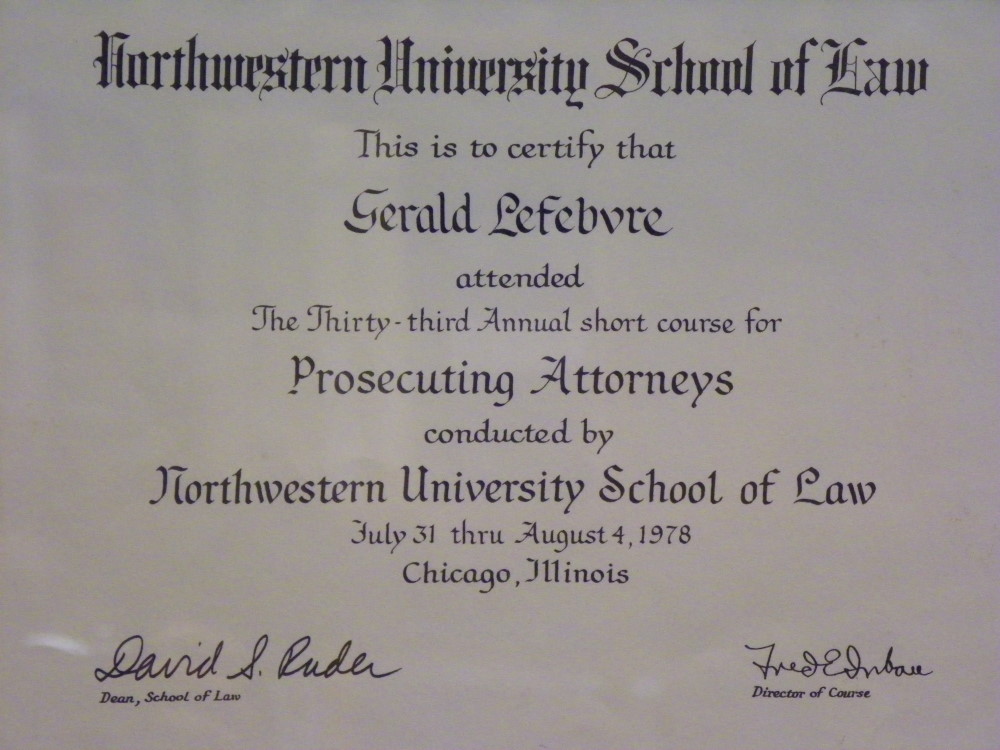 Northwestern University School of Law
This is to certify that
Gerald Lefebvre
attended
The Thirty-third Annual short course for
Prosecuting Attorneys
conducted by
Northwestern University School of Law
July 31 thru August 4, 1978
Chicago, Illinois
David S. Ruder
Fred E Inbau
Dean, School of Law
Director of Course